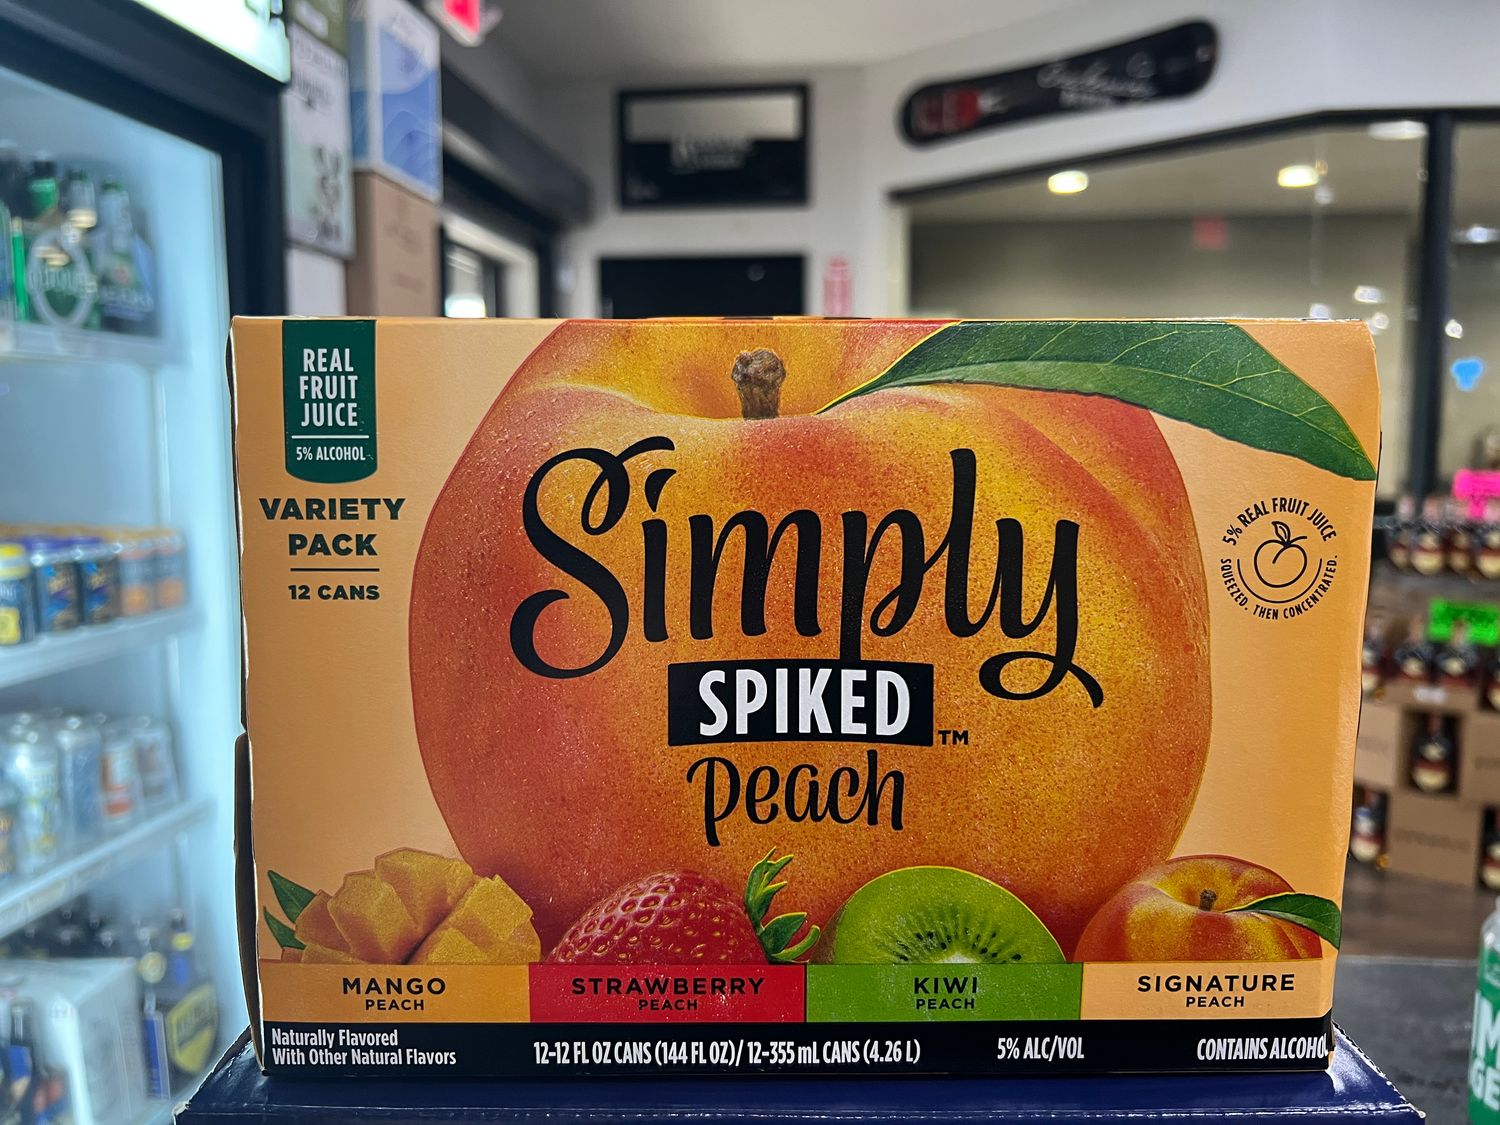 REAL
FRUIT
JUICE
5% ALCOHOL
VARIETY
PACK
12 CANS
Simply
SPIKED™
Peach
5% REAL FRUIT JUICE
SQUEEZED. THEN CONCENTRATED.
MANGO
PEACH
STRAWBERRY
PEACH
KIWI
PEACH
SIGNATURE
PEACH
Naturally Flavored
With Other Natural Flavors
12-12 FL OZ CANS (144 FL OZ)/ 12-355 mL CANS (4.26 L)
5% ALC/VOL
CONTAINS ALCOHOL